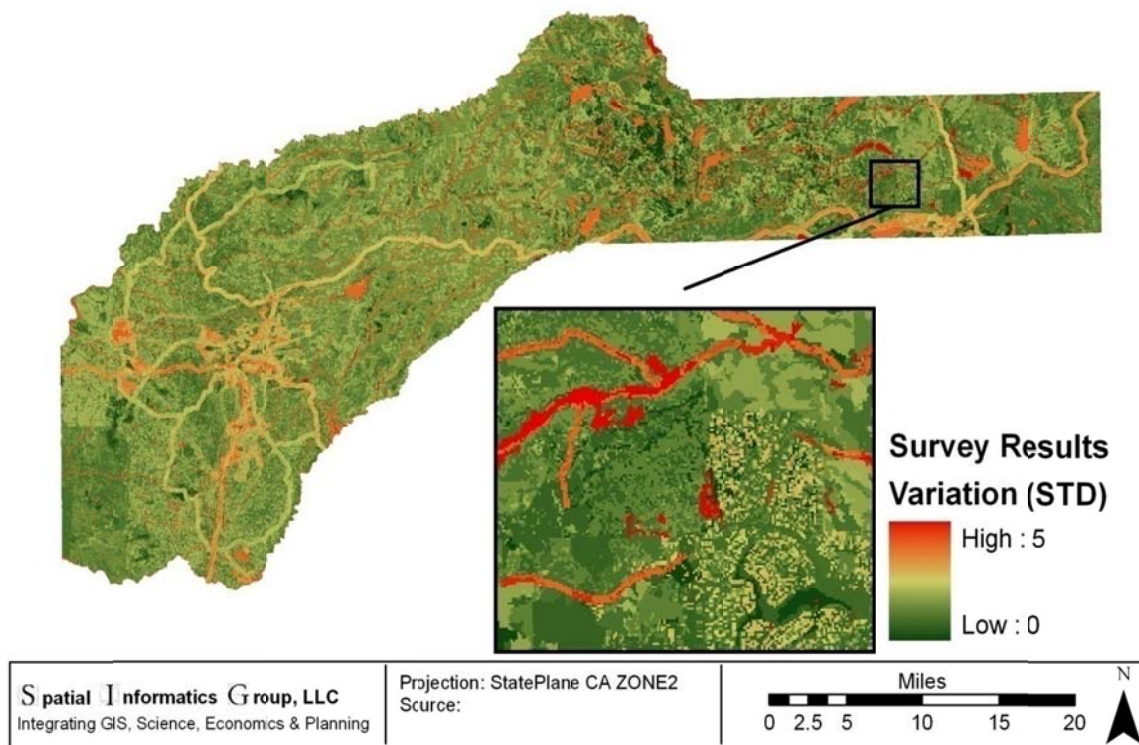 Survey Results
Variation (STD)
High : 5
Low : 0
Spatial Informatics Group, LLC
Integrating GIS, Science, Economics & Planning
Projection: StatePlane CA ZONE2
Source:
Miles
0 2.5 5 10 15 20
N